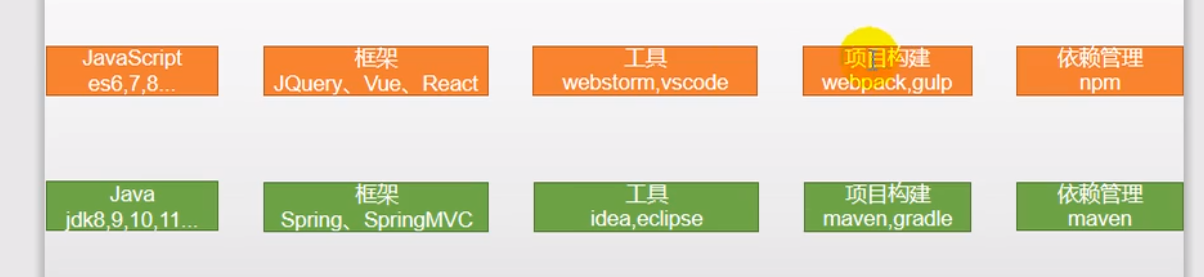 JavaScript
es6,7,8...
框架
JQuery、Vue、React
工具
webstorm,vscode
项目构建
webpack,gulp
依赖管理
npm
Java
jdk8,9,10,11...
框架
Spring、SpringMVC
工具
idea,eclipse
项目构建
maven,gradle
依赖管理
maven